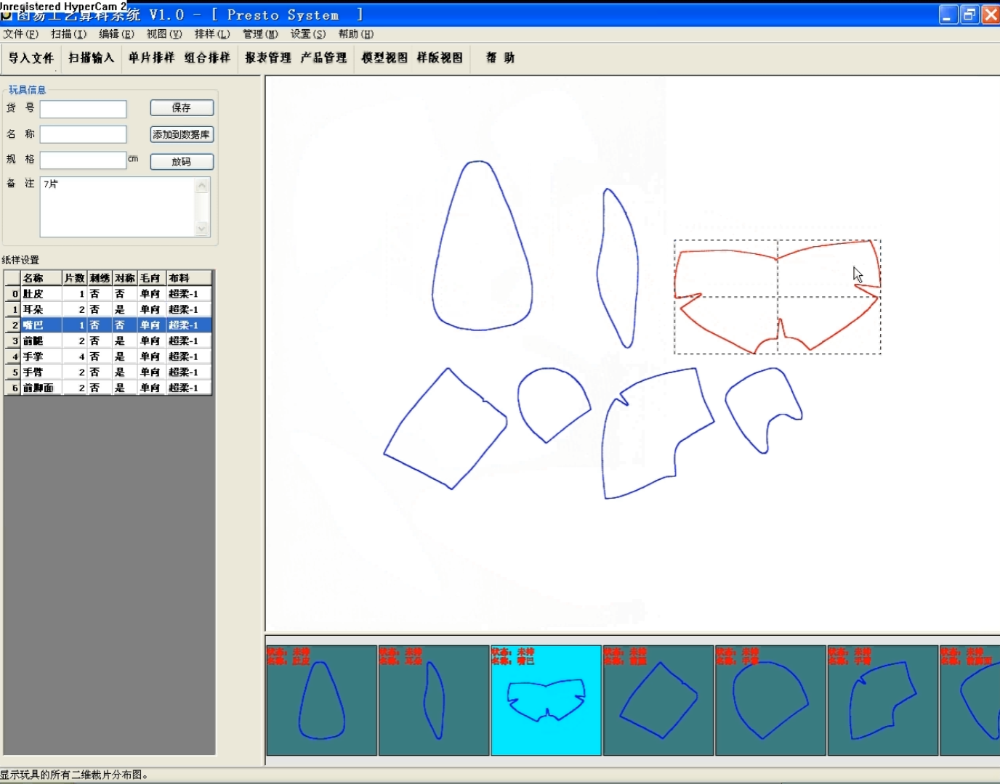 Unregistered HyperCam 2
图易工艺算料系统 V1.0 - [ Presto System ]
文件(F) 扫描(I) 编辑(E) 视图(V) 排样(L) 管理(M) 设置(S) 帮助(H)
导入文件 扫描输入 单片排样 组合排样 报表管理 产品管理 模型视图 样版视图 帮 助
玩具信息
货 号 保存
名 称 添加到数据库
规 格 cm 放码
备 注 7片
纸样设置
名称 片数 刺绣 对称 毛向 布料
0 肚皮 1 否 否 单向 超柔-1
1 耳朵 2 否 是 单向 超柔-1
2 嘴巴 1 否 否 单向 超柔-1
3 前腿 2 否 是 单向 超柔-1
4 手掌 4 否 是 单向 超柔-1
5 手臂 2 否 是 单向 超柔-1
6 前脚面 2 否 是 单向 超柔-1
状态: 未排 状态: 未排 状态: 未排 状态: 未排 状态: 未排 状态: 未排 状态: 未排
名称: 肚皮 名称: 耳朵 名称: 嘴巴 名称: 前腿 名称: 手掌 名称: 手臂 名称: 前脚面
显示玩具的所有二维裁片分布图。